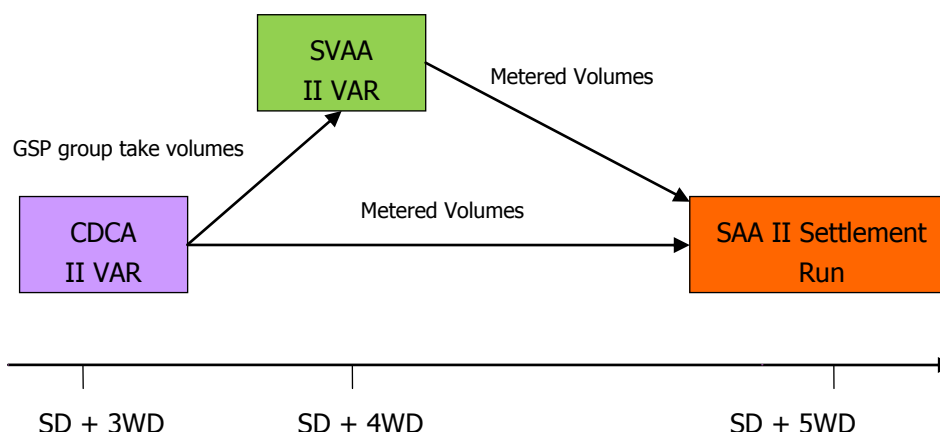 SVAA
II VAR
Metered Volumes
GSP group take volumes
Metered Volumes
CDCA
II VAR
SAA II Settlement
Run
SD + 3WD
SD + 4WD
SD + 5WD